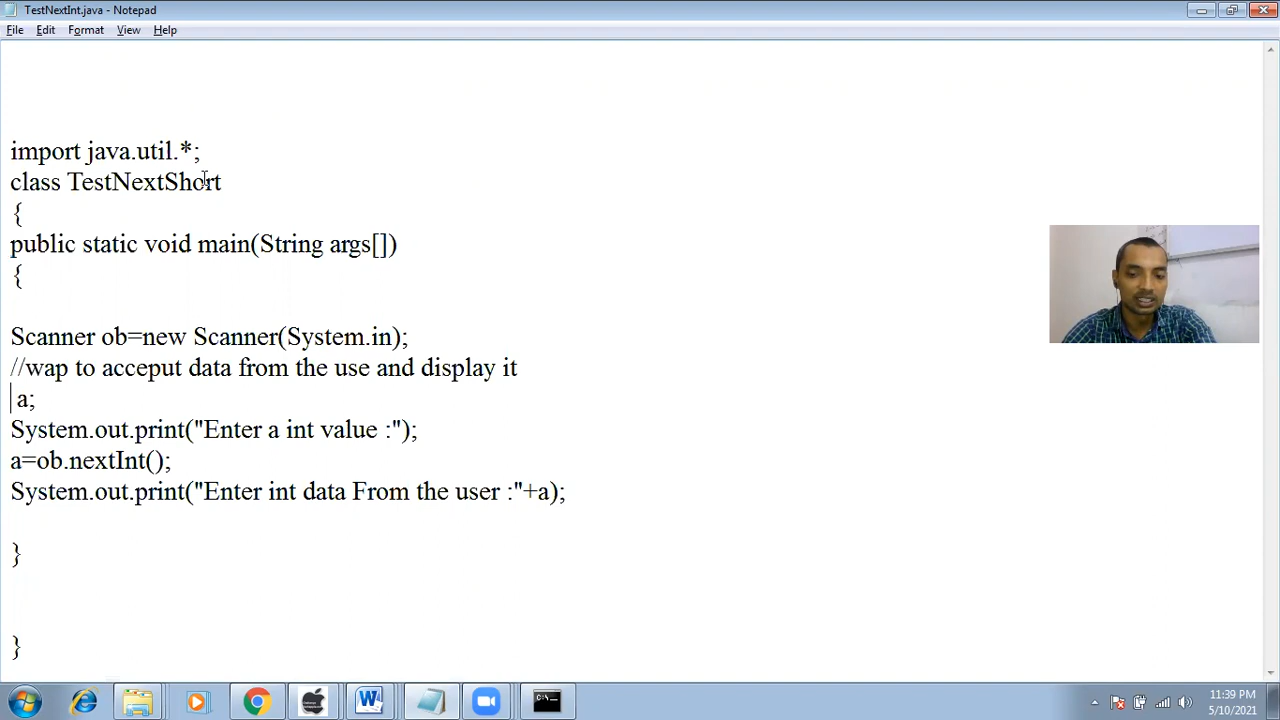 TestNextInt.java - Notepad
File Edit Format View Help
import java.util.*;
class TestNextShort
{
public static void main(String args[])
{
Scanner ob=new Scanner(System.in);
//wap to acceput data from the use and display it
a;
System.out.print("Enter a int value :");
a=ob.nextInt();
System.out.print("Enter int data From the user :"+a);
}
}
11:39 PM
5/10/2021